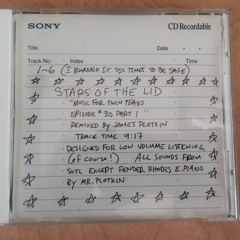 SONY CD Recordable
Title Date
Track No: Index Time
1-6 (I BURNED IT SIX TIMES TO BE SAFE)
STARS OF THE LID
"MUSIC FOR TWIN PEAKS
EPISODE #30 PART 1"
REMIXED BY JAMES PLOTKIN
TRACK TIME 9:17
DESIGNED FOR LOW VOLUME LISTENING
(OF COURSE!) ALL SOUNDS FROM
SOTL EXCEPT FENDER RHODES E. PIANO
BY MR. PLOTKIN